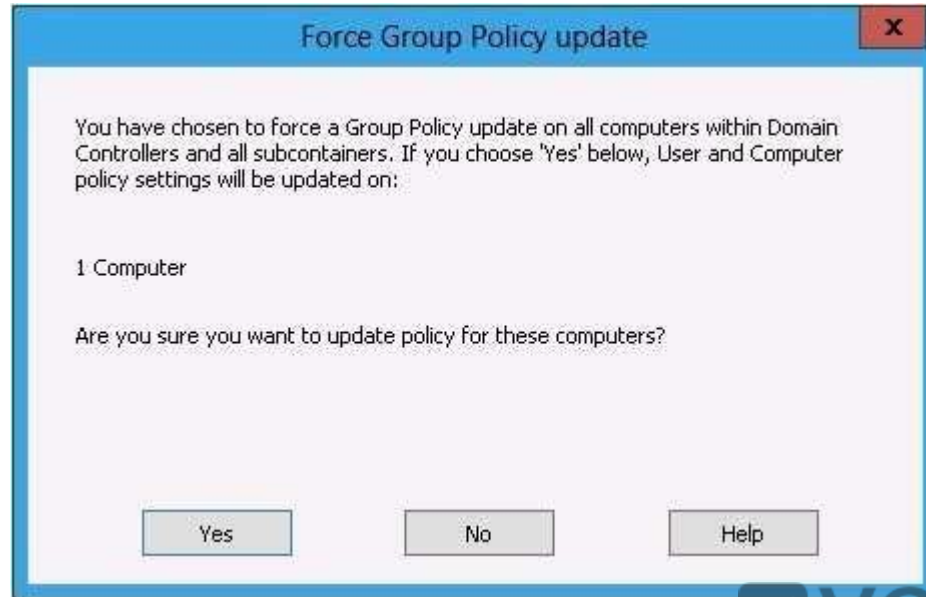 Force Group Policy update
x
You have chosen to force a Group Policy update on all computers within Domain
Controllers and all subcontainers. If you choose 'Yes' below, User and Computer
policy settings will be updated on:
1 Computer
Are you sure you want to update policy for these computers?
Yes
No
Help